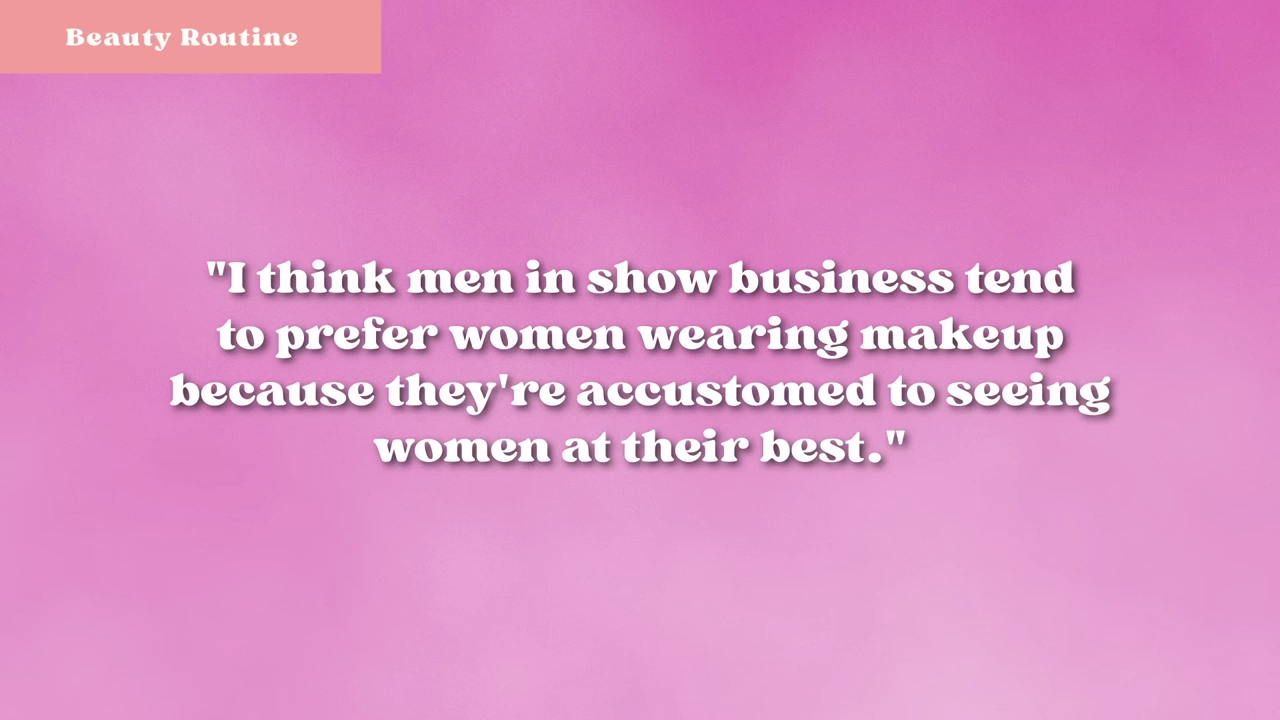 Beauty Routine
"I think men in show business tend
to prefer women wearing makeup
because they're accustomed to seeing
women at their best."